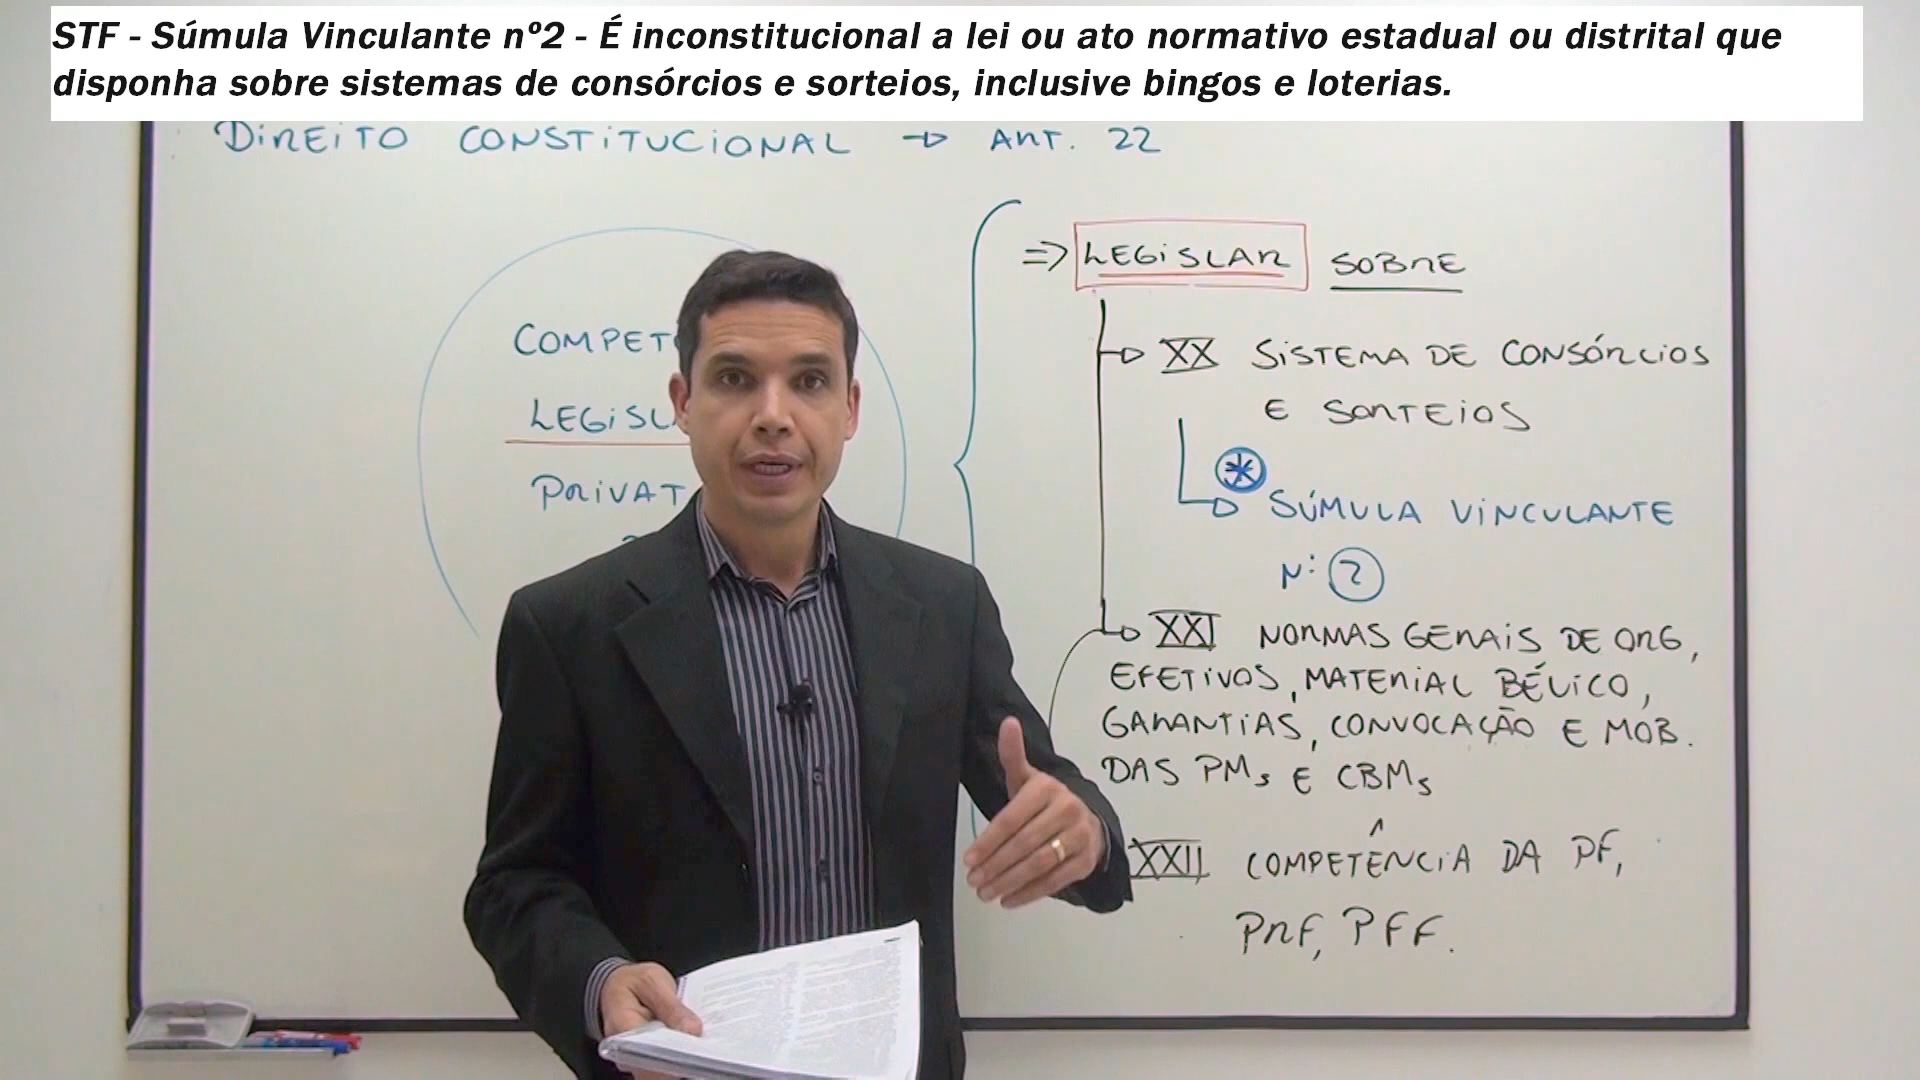 STF - Súmula Vinculante nº2 - É inconstitucional a lei ou ato normativo estadual ou distrital que
disponha sobre sistemas de consórcios e sorteios, inclusive bingos e loterias.
DIREITO CONSTITUCIONAL → ART. 22
COMPET
LEGISL
PRIVAT
⇒ LEGISLAR SOBRE
→ XX SISTEMA DE CONSÓRCIOS
E SORTEIOS
* SÚMULA VINCULANTE
N: 2
→ XXI NORMAS GERAIS DE ORG,
EFETIVOS, MATERIAL BÉLICO,
GARANTIAS, CONVOCAÇÃO E MOB.
DAS PMs E CBMs
XXII COMPETÊNCIA DA PF,
PRF, PFF.